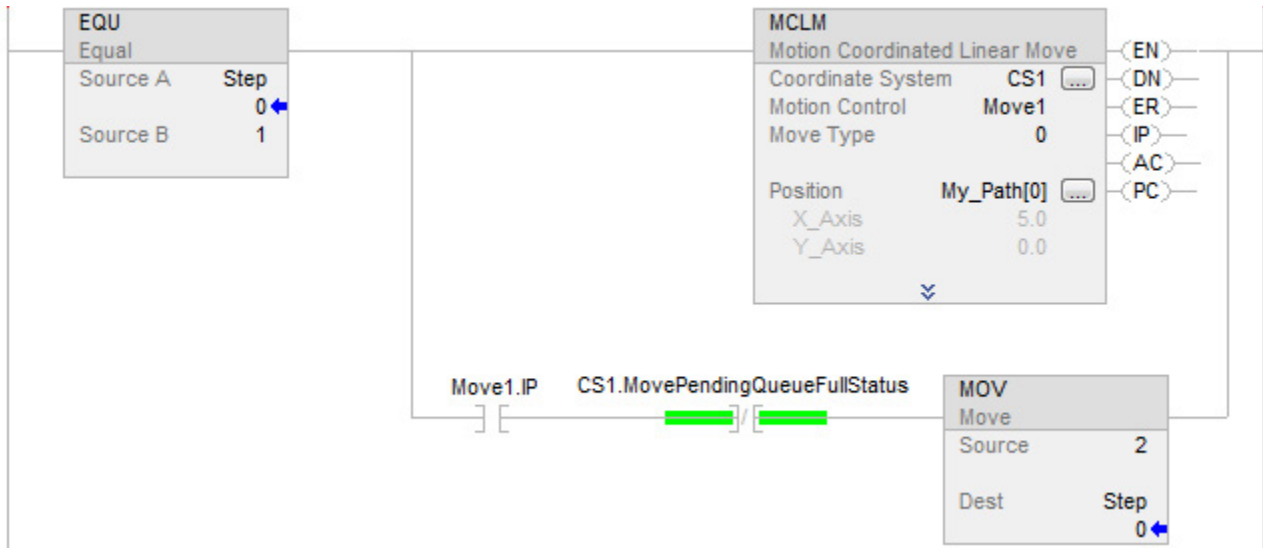 EQU
Equal
Source A Step
0
Source B 1
MCLM
Motion Coordinated Linear Move
Coordinate System CS1 ...
Motion Control Move1
Move Type 0
Position My_Path[0] ...
X_Axis 5.0
Y_Axis 0.0
(EN)
(DN)
(ER)
(IP)
(AC)
(PC)
Move1.IP CS1.MovePendingQueueFullStatus
MOV
Move
Source 2
Dest Step
0